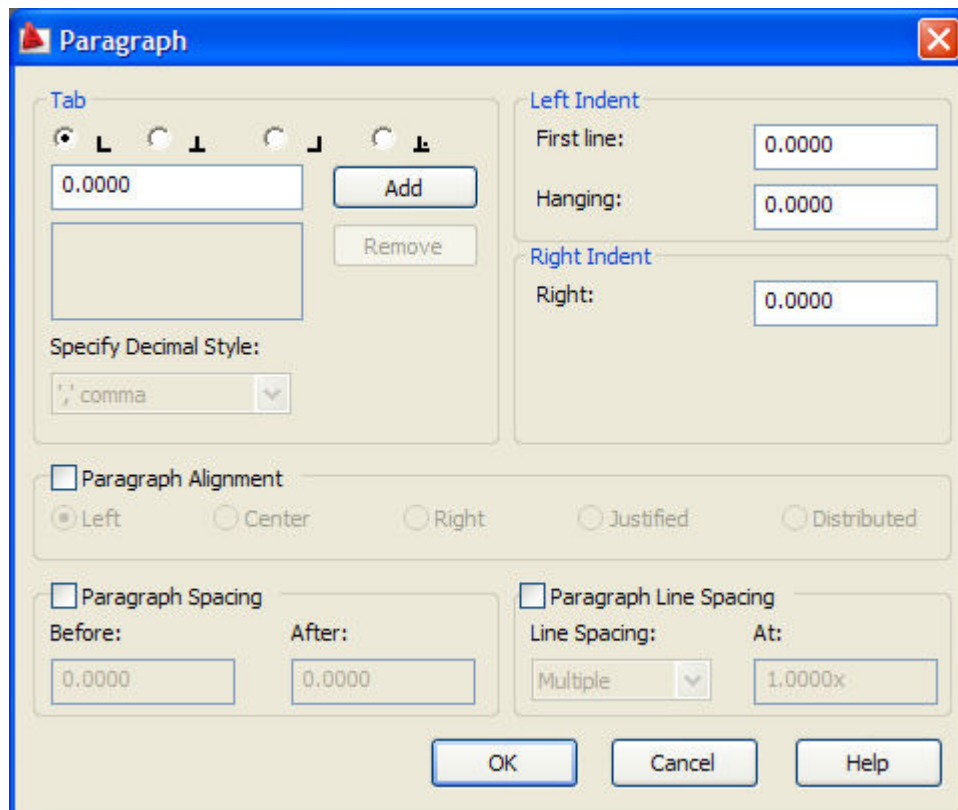 Paragraph
Tab
0.0000
Add
Remove
Specify Decimal Style:
',' comma
Left Indent
First line:
0.0000
Hanging:
0.0000
Right Indent
Right:
0.0000
Paragraph Alignment
Left Center Right Justified Distributed
Paragraph Spacing
Before: After:
0.0000 0.0000
Paragraph Line Spacing
Line Spacing: At:
Multiple 1.0000x
OK Cancel Help